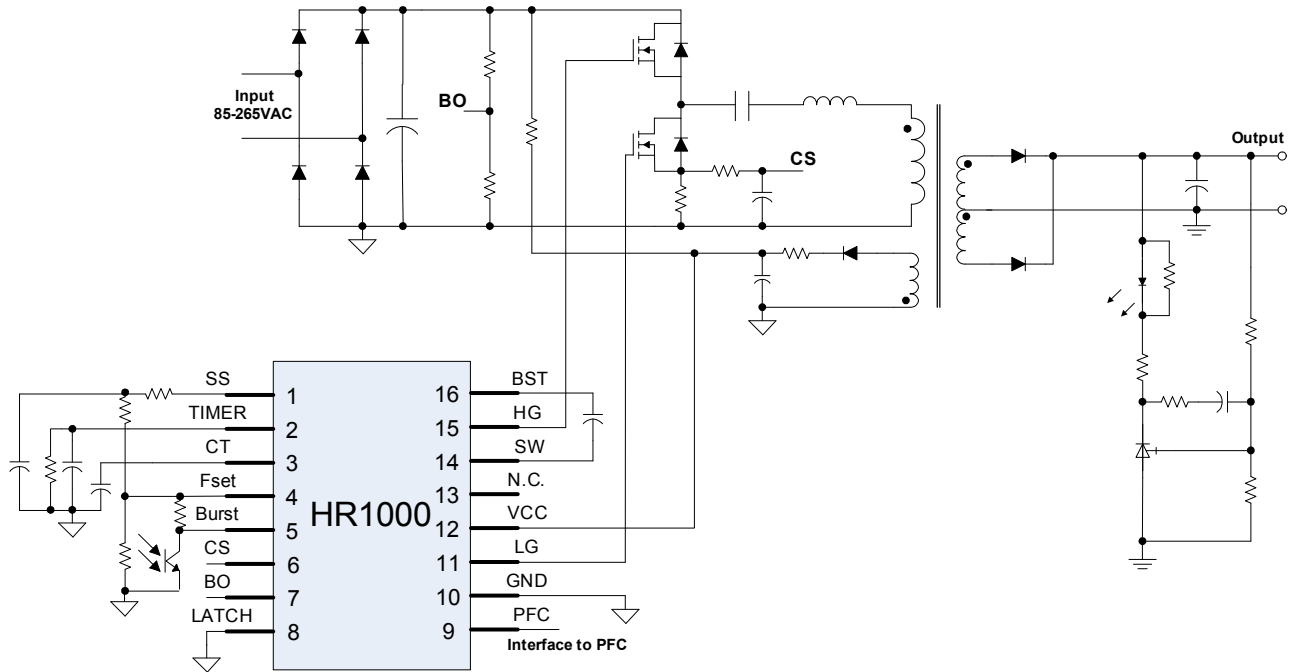 Input
85-265VAC
BO
CS
Output
SS
TIMER
CT
Fset
Burst
CS
BO
LATCH
1
2
3
4
5
6
7
8
HR1000
16
15
14
13
12
11
10
9
BST
HG
SW
N.C.
VCC
LG
GND
PFC
Interface to PFC